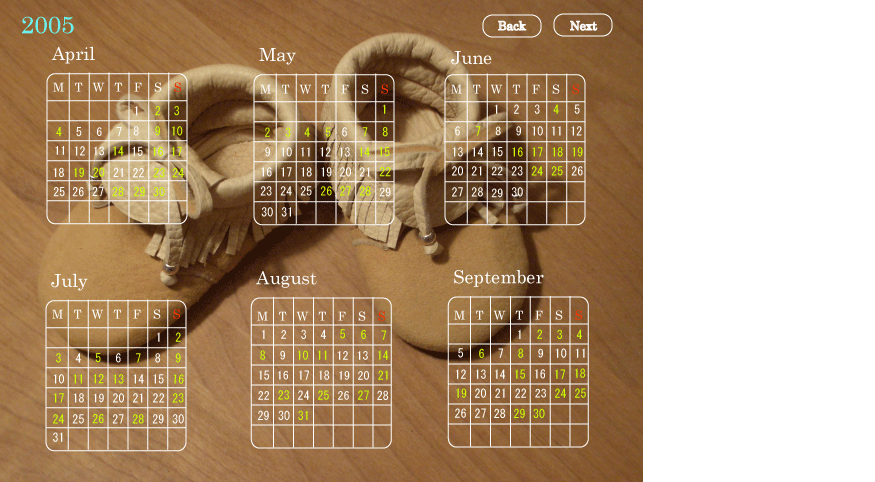 2005
Back Next
April
M T W T F S S
1 2 3
4 5 6 7 8 9 10
11 12 13 14 15 16 17
18 19 20 21 22 23 24
25 26 27 28 29 30
May
M T W T F S S
1
2 3 4 5 6 7 8
9 10 11 12 13 14 15
16 17 18 19 20 21 22
23 24 25 26 27 28 29
30 31
June
M T W T F S S
1 2 3 4 5
6 7 8 9 10 11 12
13 14 15 16 17 18 19
20 21 22 23 24 25 26
27 28 29 30
July
M T W T F S S
1 2
3 4 5 6 7 8 9
10 11 12 13 14 15 16
17 18 19 20 21 22 23
24 25 26 27 28 29 30
31
August
M T W T F S S
1 2 3 4 5 6 7
8 9 10 11 12 13 14
15 16 17 18 19 20 21
22 23 24 25 26 27 28
29 30 31
September
M T W T F S S
1 2 3 4
5 6 7 8 9 10 11
12 13 14 15 16 17 18
19 20 21 22 23 24 25
26 27 28 29 30